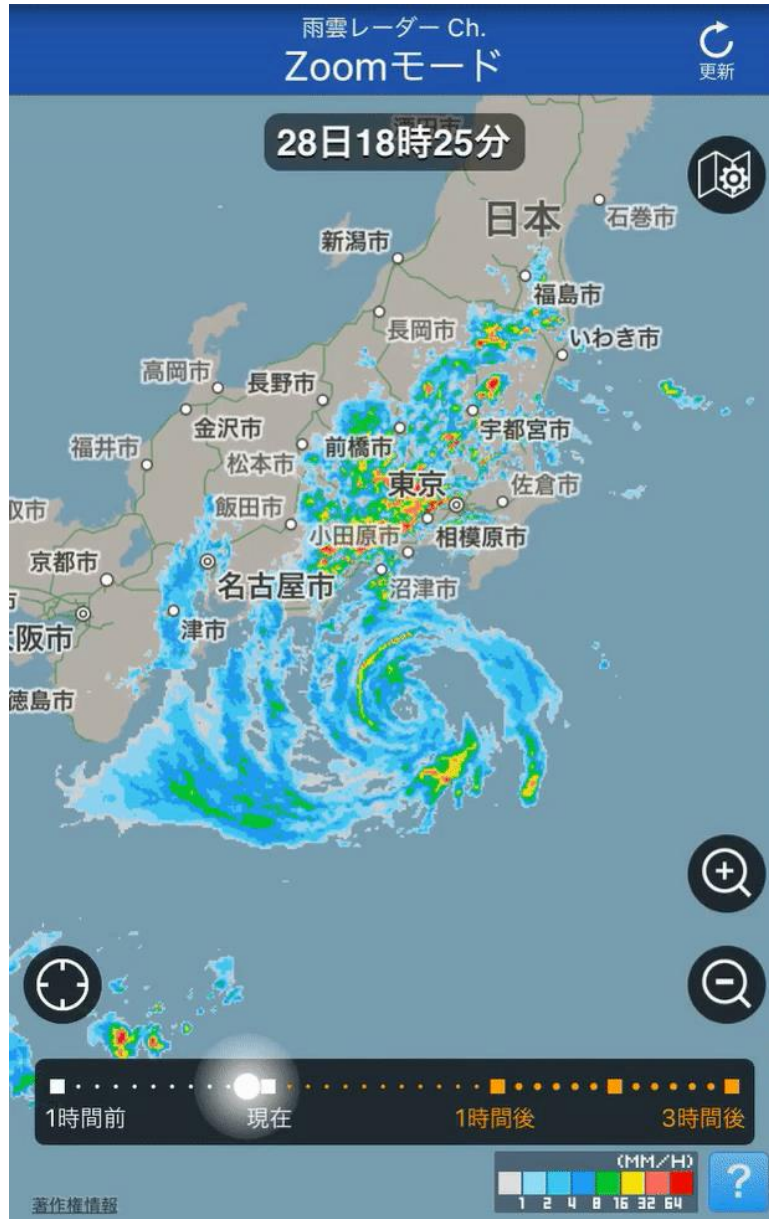 雨雲レーダー Ch.
Zoomモード
更新
28日18時25分
日本
石巻市
新潟市
福島市
長岡市
いわき市
高岡市
長野市
金沢市
前橋市
宇都宮市
福井市
松本市
東京
佐倉市
取市
飯田市
小田原市
相模原市
京都市
名古屋市
沼津市
阪市
津市
徳島市
1時間前
現在
1時間後
3時間後
(MM/H)
1 2 4 8 16 32 64
?
著作権情報